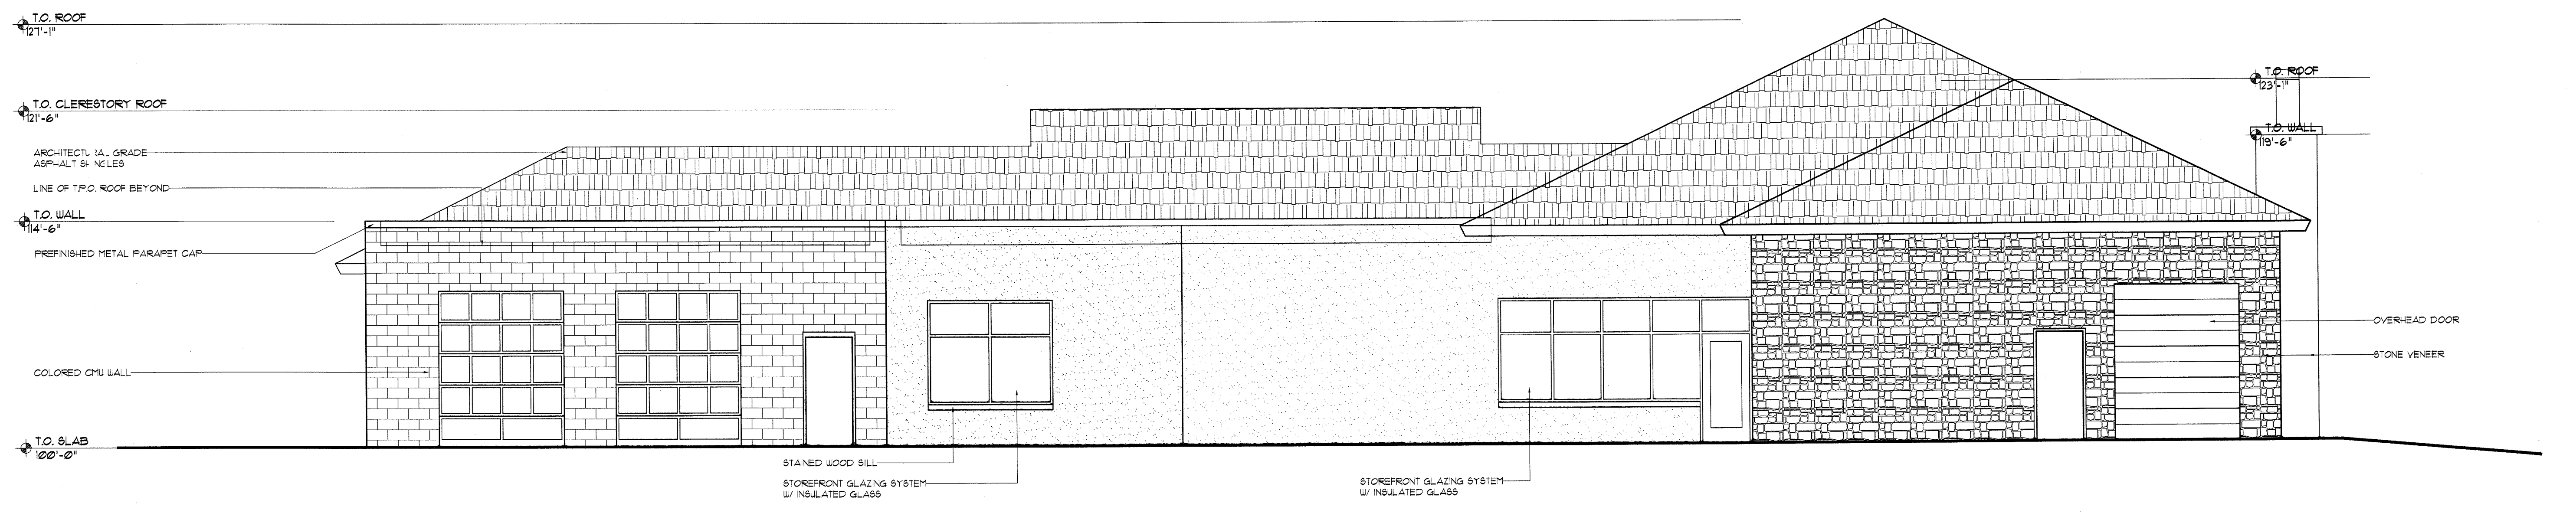 T.O. ROOF
127'-1"
T.O. CLERESTORY ROOF
121'-6"
ARCHITECTURAL GRADE
ASPHALT SHINGLES
LINE OF T.P.O. ROOF BEYOND
T.O. WALL
114'-6"
PREFINISHED METAL PARAPET CAP
COLORED CMU WALL
T.O. SLAB
100'-0"
STAINED WOOD SILL
STOREFRONT GLAZING SYSTEM
W/ INSULATED GLASS
STOREFRONT GLAZING SYSTEM
W/ INSULATED GLASS
T.O. ROOF
123'-1"
T.O. WALL
119'-6"
OVERHEAD DOOR
STONE VENEER